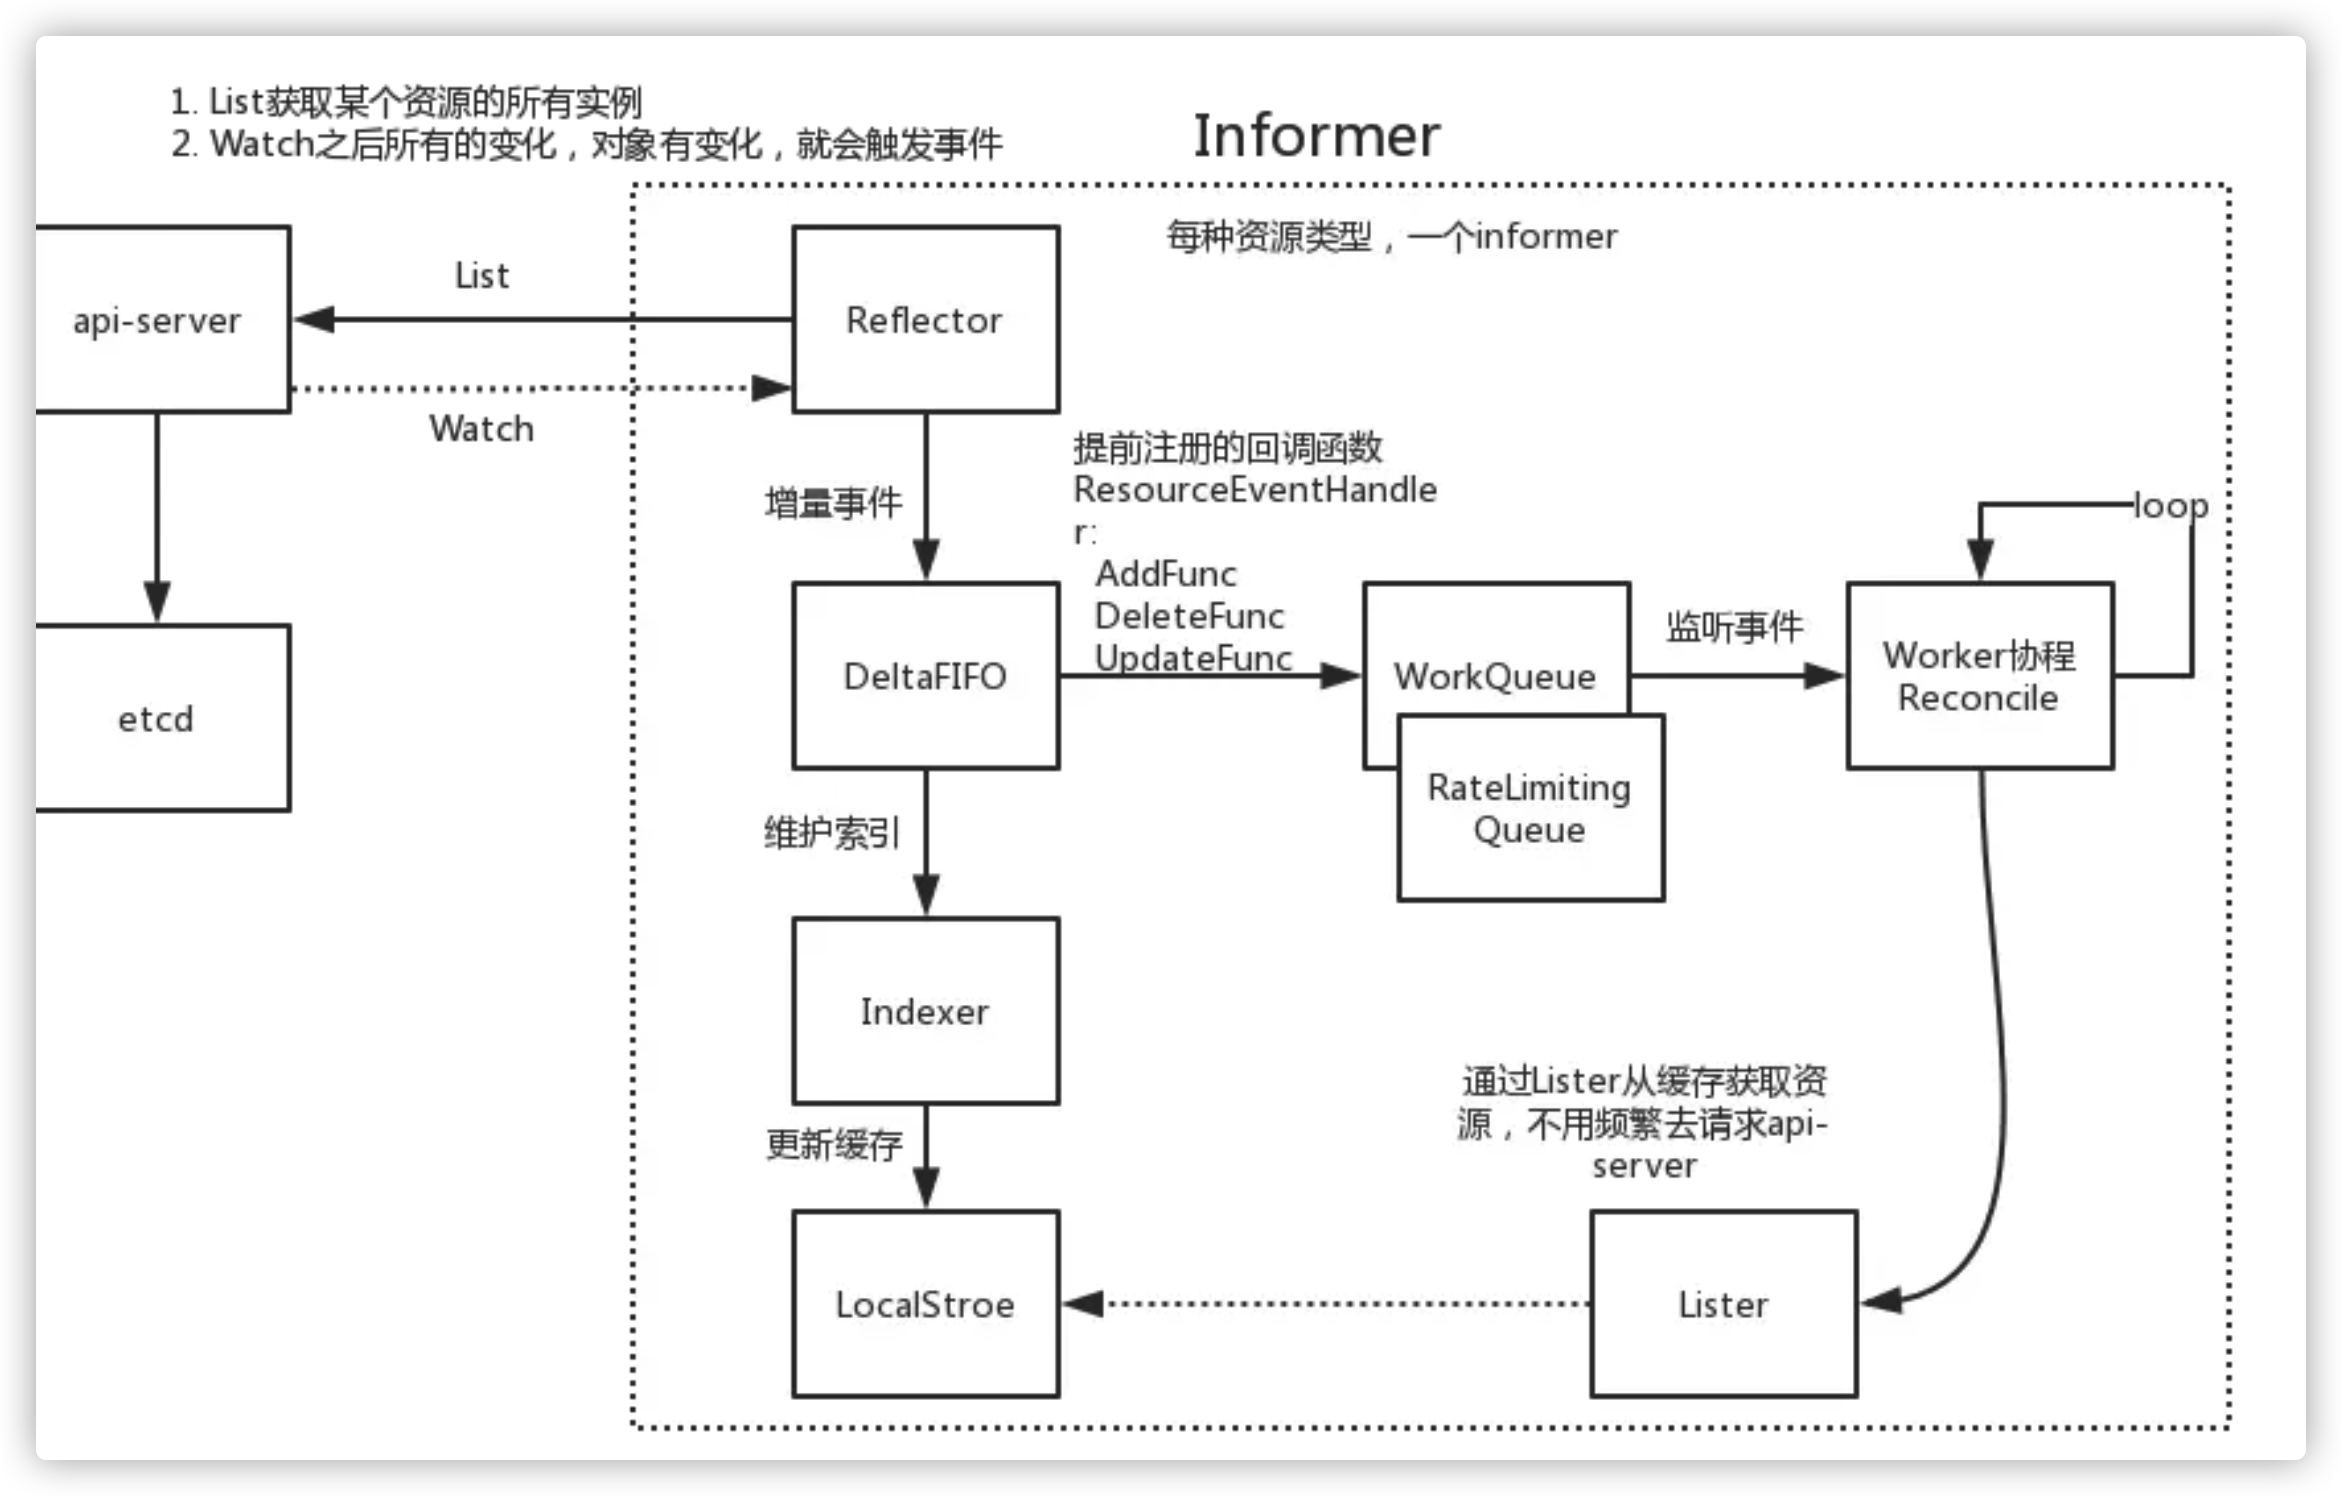 1. List获取某个资源的所有实例
2. Watch之后所有的变化，对象有变化，就会触发事件
Informer
每种资源类型，一个informer
api-server
List
Reflector
Watch
提前注册的回调函数
ResourceEventHandle
r:
AddFunc
DeleteFunc
UpdateFunc
增量事件
loop
etcd
DeltaFIFO
WorkQueue
RateLimiting
Queue
监听事件
Worker协程
Reconcile
维护索引
Indexer
更新缓存
通过Lister从缓存获取资
源，不用频繁去请求api-
server
LocalStroe
Lister